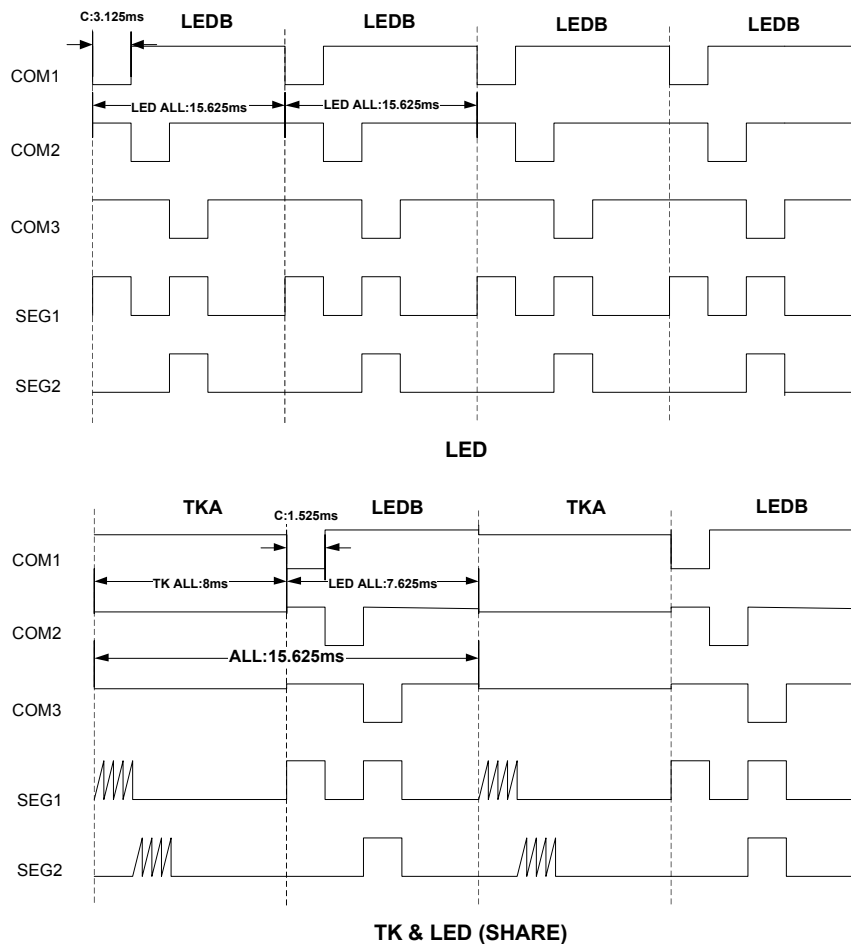 C:3.125ms LEDB LEDB LEDB LEDB
COM1
LED ALL:15.625ms LED ALL:15.625ms
COM2
COM3
SEG1
SEG2
LED
TKA C:1.525ms LEDB TKA LEDB
COM1
TK ALL:8ms LED ALL:7.625ms
COM2
ALL:15.625ms
COM3
SEG1
SEG2
TK & LED (SHARE)